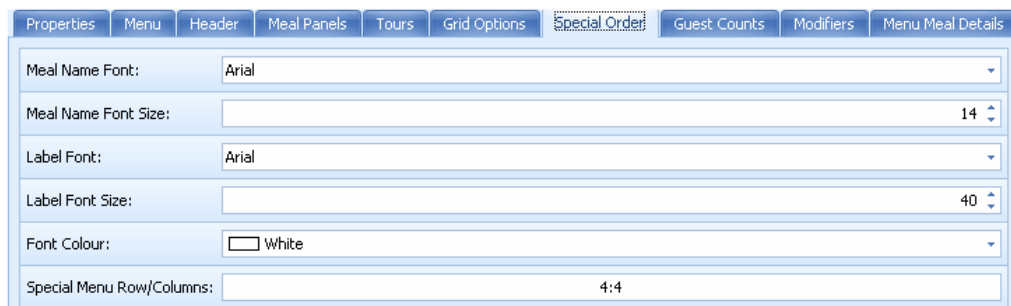 Properties Menu Header Meal Panels Tours Grid Options Special Order Guest Counts Modifiers Menu Meal Details
Meal Name Font: Arial
Meal Name Font Size: 14
Label Font: Arial
Label Font Size: 40
Font Colour: White
Special Menu Row/Columns: 4:4